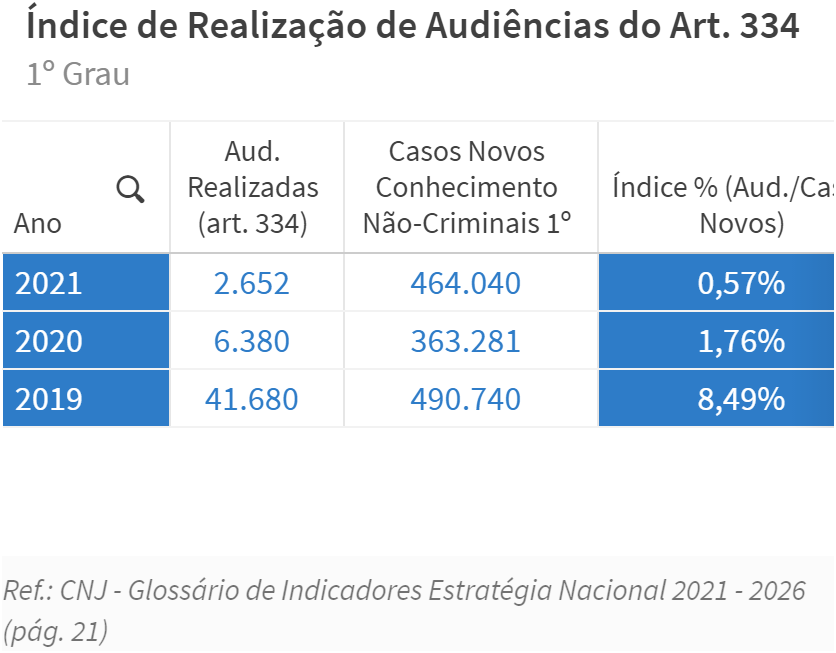 Índice de Realização de Audiências do Art. 334
1º Grau
Ano
Aud.
Realizadas
(art. 334)
Casos Novos
Conhecimento
Não-Criminais 1º
Índice % (Aud./Cas
Novos)
2021 2.652 464.040 0,57%
2020 6.380 363.281 1,76%
2019 41.680 490.740 8,49%
Ref.: CNJ - Glossário de Indicadores Estratégia Nacional 2021 - 2026
(pág. 21)